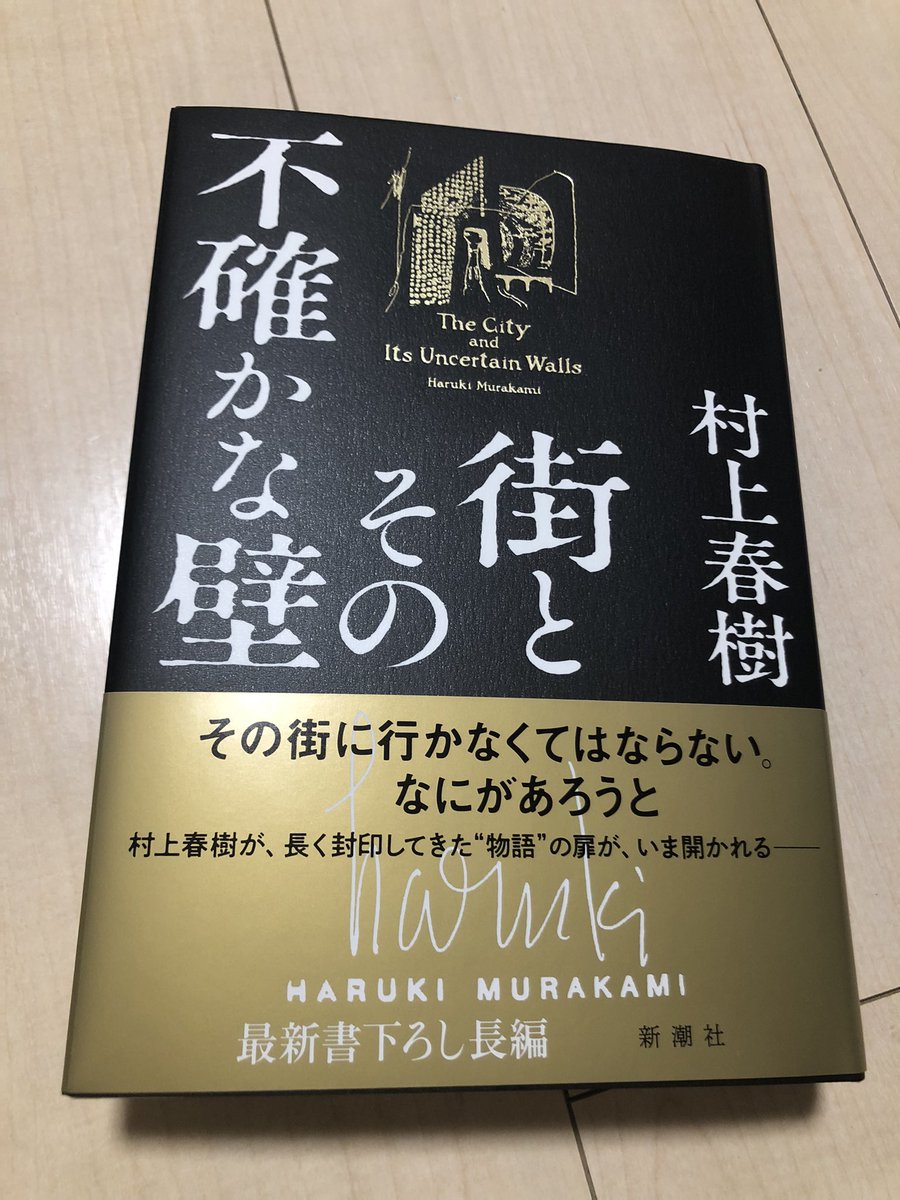 村上春樹
街と
その
不確かな壁
The City
and
Its Uncertain Walls
Haruki Murakami
その街に行かなくてはならない。
なにがあろうと
村上春樹が、長く封印してきた“物語”の扉が、いま開かれる――
haruki
HARUKI MURAKAMI
最新書下ろし長編
新潮社